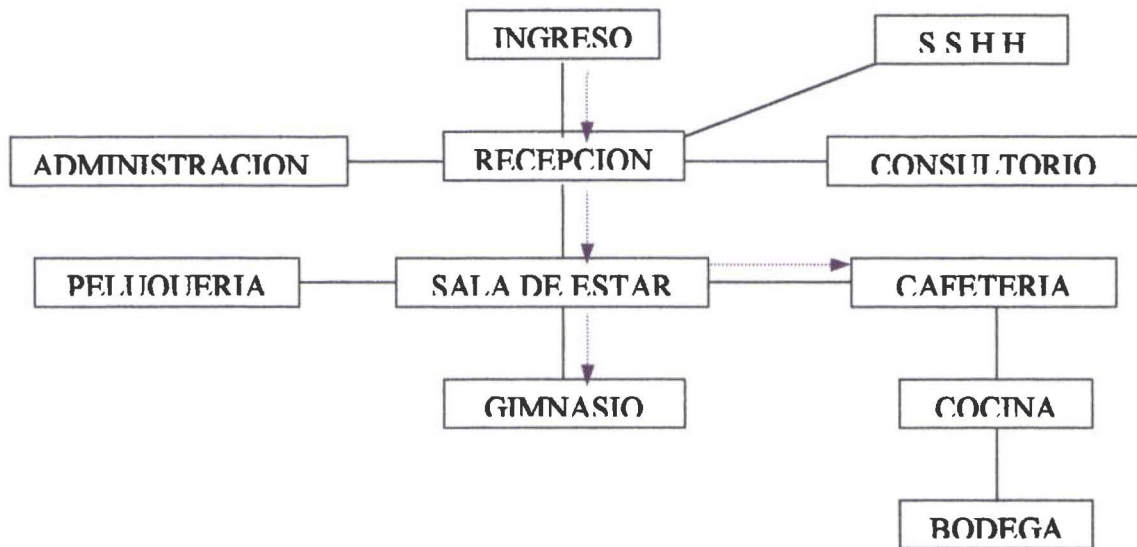 INGRESO
S S H H
ADMINISTRACION
RECEPCION
CONSULTORIO
PELUQUERIA
SALA DE ESTAR
CAFETERIA
GIMNASIO
COCINA
BODEGA